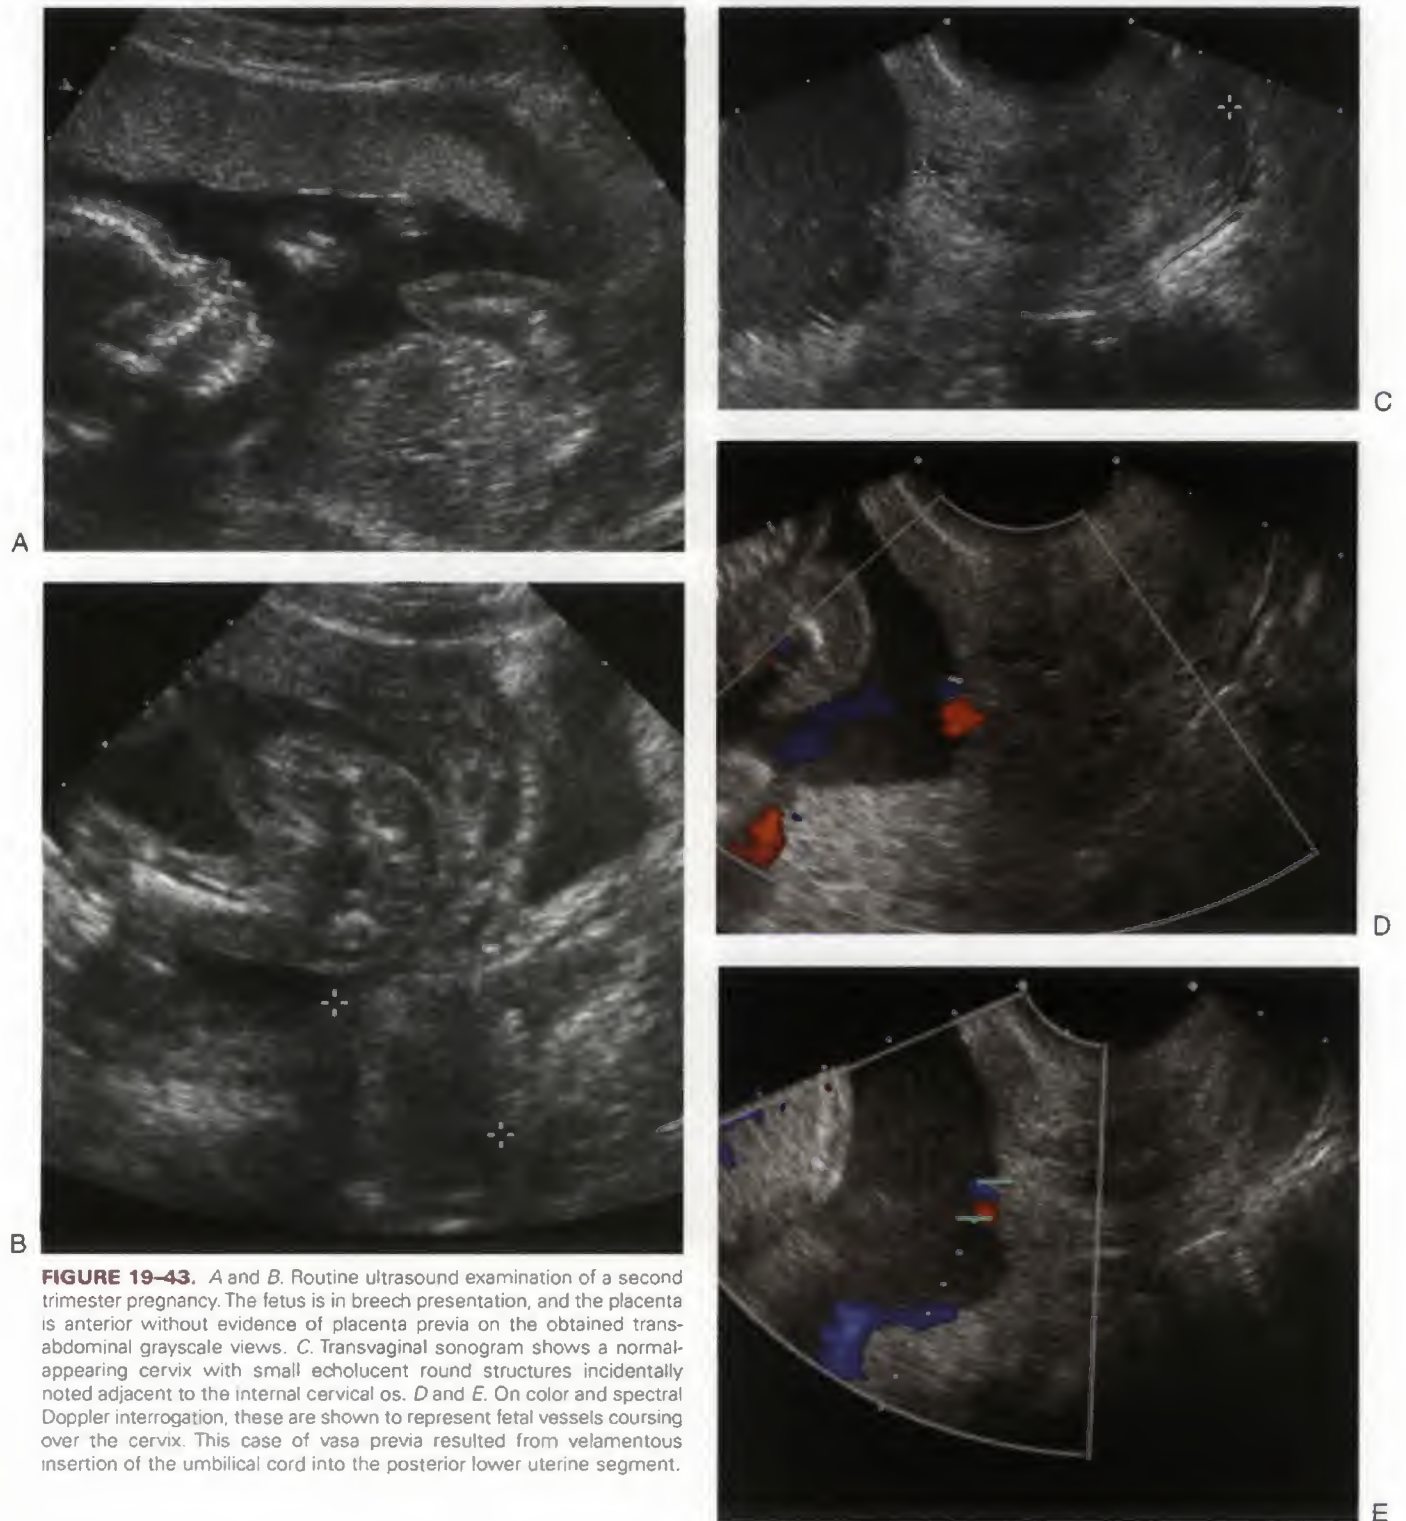 A
B
C
D
E
FIGURE 19–43. A and B. Routine ultrasound examination of a second
trimester pregnancy. The fetus is in breech presentation, and the placenta
is anterior without evidence of placenta previa on the obtained trans-
abdominal grayscale views. C. Transvaginal sonogram shows a normal-
appearing cervix with small echolucent round structures incidentally
noted adjacent to the internal cervical os. D and E. On color and spectral
Doppler interrogation, these are shown to represent fetal vessels coursing
over the cervix. This case of vasa previa resulted from velamentous
insertion of the umbilical cord into the posterior lower uterine segment.